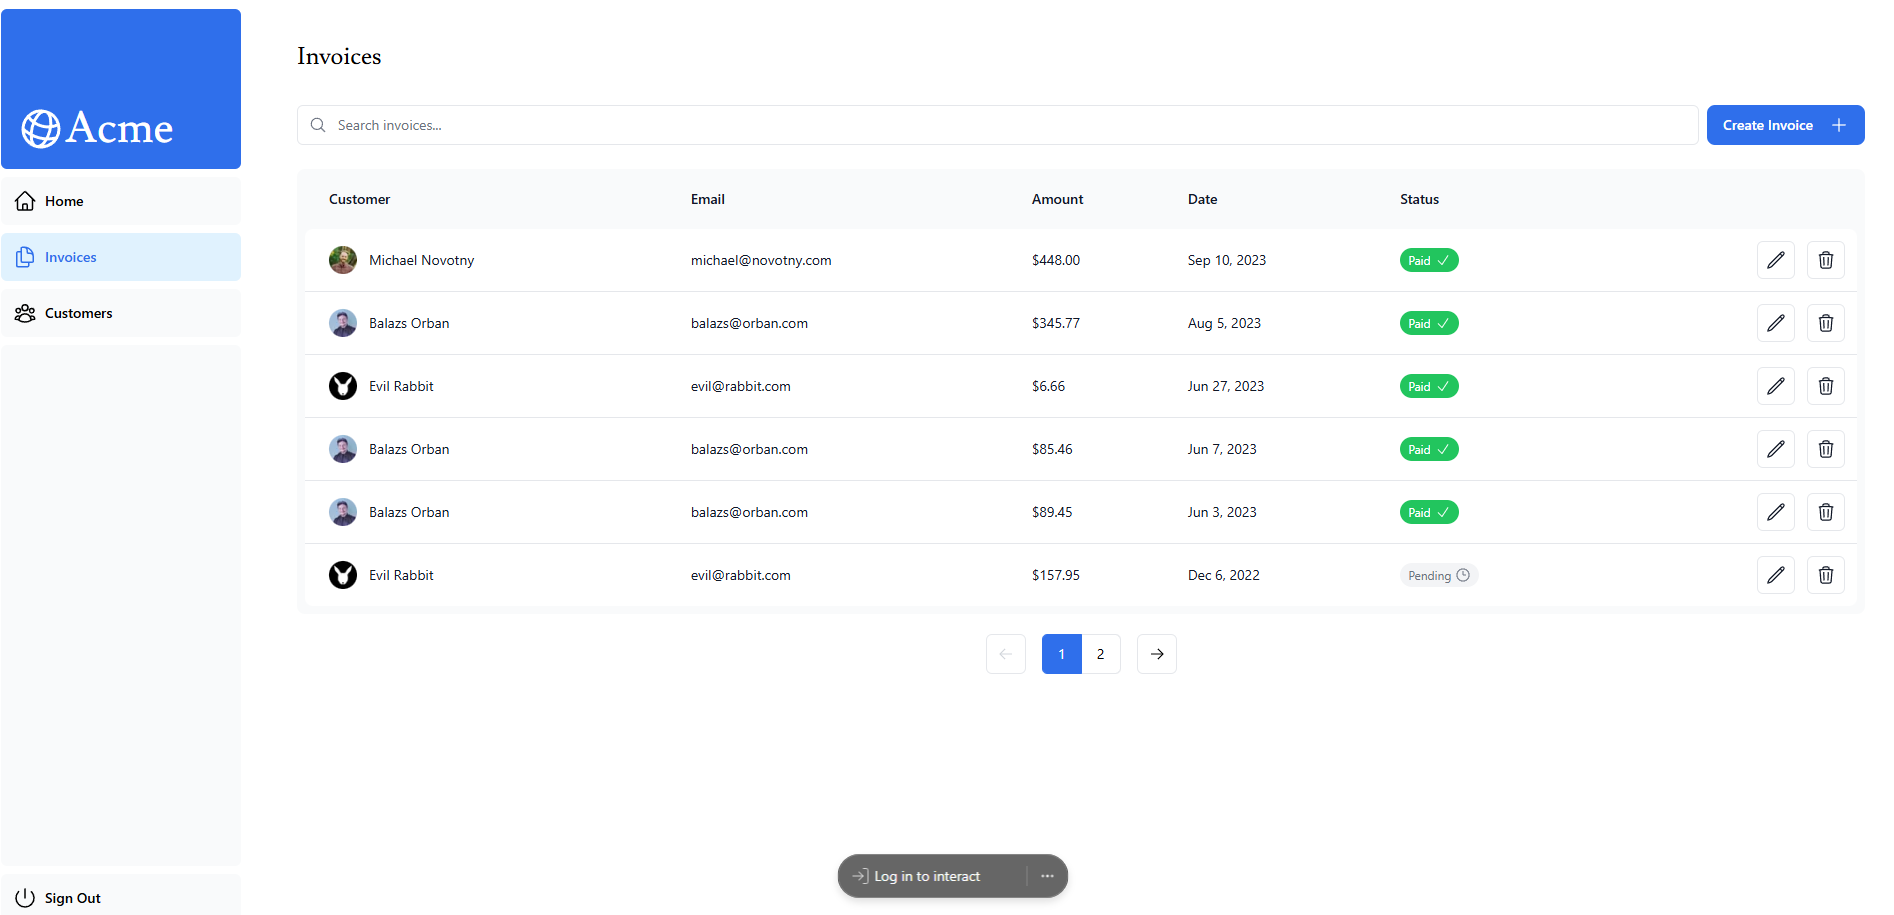 Acme
Home
Invoices
Customers
Sign Out
Invoices
Search invoices...
Create Invoice
Customer Email Amount Date Status
Michael Novotny michael@novotny.com $448.00 Sep 10, 2023 Paid
Balazs Orban balazs@orban.com $345.77 Aug 5, 2023 Paid
Evil Rabbit evil@rabbit.com $6.66 Jun 27, 2023 Paid
Balazs Orban balazs@orban.com $85.46 Jun 7, 2023 Paid
Balazs Orban balazs@orban.com $89.45 Jun 3, 2023 Paid
Evil Rabbit evil@rabbit.com $157.95 Dec 6, 2022 Pending
1 2
Log in to interact